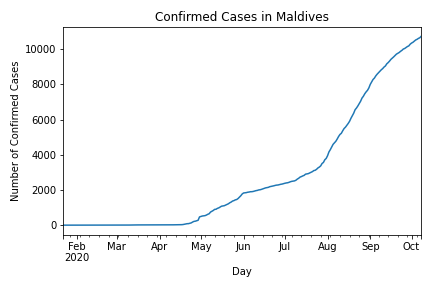 Confirmed Cases in Maldives
Number of Confirmed Cases
10000
8000
6000
4000
2000
0
Feb Mar Apr May Jun Jul Aug Sep Oct
2020
Day